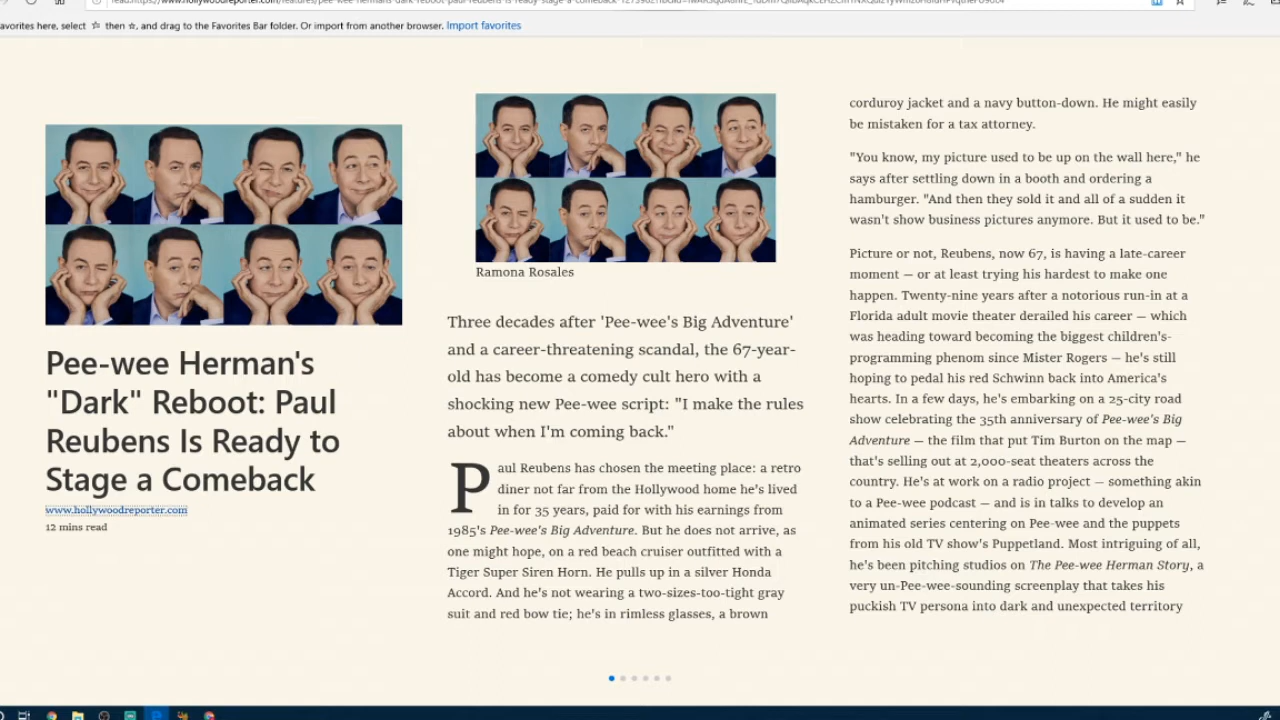 avorites here, select ☆ then ☆, and drag to the Favorites Bar folder. Or import from another browser. Import favorites
Pee-wee Herman's
"Dark" Reboot: Paul
Reubens Is Ready to
Stage a Comeback
www.hollywoodreporter.com
12 mins read
Ramona Rosales
Three decades after 'Pee-wee's Big Adventure'
and a career-threatening scandal, the 67-year-
old has become a comedy cult hero with a
shocking new Pee-wee script: "I make the rules
about when I'm coming back."
Paul Reubens has chosen the meeting place: a retro
diner not far from the Hollywood home he's lived
in for 35 years, paid for with his earnings from
1985's Pee-wee's Big Adventure. But he does not arrive, as
one might hope, on a red beach cruiser outfitted with a
Tiger Super Siren Horn. He pulls up in a silver Honda
Accord. And he's not wearing a two-sizes-too-tight gray
suit and red bow tie; he's in rimless glasses, a brown
corduroy jacket and a navy button-down. He might easily
be mistaken for a tax attorney.
"You know, my picture used to be up on the wall here," he
says after settling down in a booth and ordering a
hamburger. "And then they sold it and all of a sudden it
wasn't show business pictures anymore. But it used to be."
Picture or not, Reubens, now 67, is having a late-career
moment — or at least trying his hardest to make one
happen. Twenty-nine years after a notorious run-in at a
Florida adult movie theater derailed his career — which
was heading toward becoming the biggest children's-
programming phenom since Mister Rogers — he's still
hoping to pedal his red Schwinn back into America's
hearts. In a few days, he's embarking on a 25-city road
show celebrating the 35th anniversary of Pee-wee's Big
Adventure — the film that put Tim Burton on the map —
that's selling out at 2,000-seat theaters across the
country. He's at work on a radio project — something akin
to a Pee-wee podcast — and is in talks to develop an
animated series centering on Pee-wee and the puppets
from his old TV show's Puppetland. Most intriguing of all,
he's been pitching studios on The Pee-wee Herman Story, a
very un-Pee-wee-sounding screenplay that takes his
puckish TV persona into dark and unexpected territory